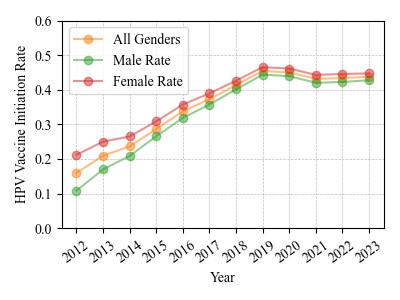 0.6
0.5
0.4
0.3
0.2
0.1
0.0
HPV Vaccine Initiation Rate
All Genders
Male Rate
Female Rate
2012 2013 2014 2015 2016 2017 2018 2019 2020 2021 2022 2023
Year